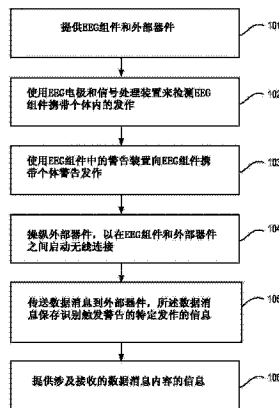 提供EEG组件和外部器件
101
使用EEG电极和信号处理装置来检测EEG
组件携带个体内的发作
102
使用EEG组件中的警告装置向EEG组件携
带个体警告发作
103
操纵外部器件，以在EEG组件和外部器件
之间启动无线连接
104
传送数据消息到外部器件，所述数据消
息保存识别触发警告的特定发作的信息
105
提供涉及接收的数据消息内容的信息
106